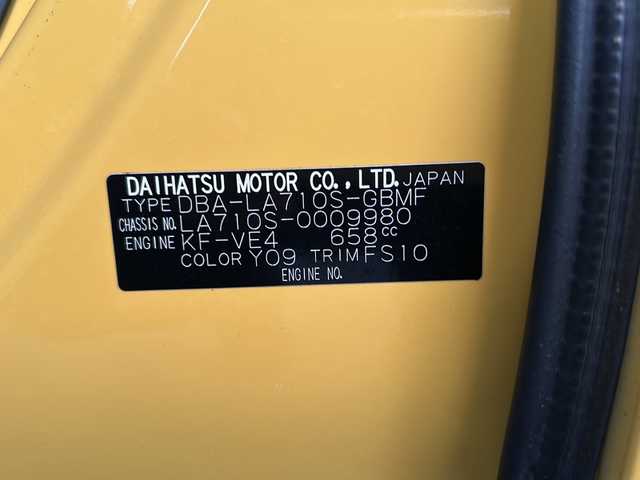 DAIHATSU MOTOR CO., LTD. JAPAN
TYPE DBA-LA710S-GBMF
CHASSIS NO. LA710S-0009980
ENGINE KF-VE4 658cc
COLOR Y09 TRIM FS10
ENGINE NO.